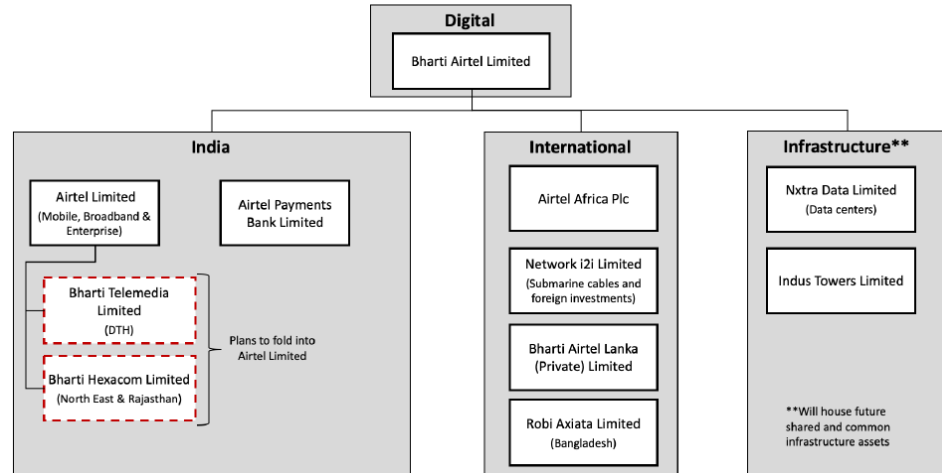 Digital
Bharti Airtel Limited
India
Airtel Limited
(Mobile, Broadband &
Enterprise)
Airtel Payments
Bank Limited
Bharti Telemedia
Limited
(DTH)
Bharti Hexacom Limited
(North East & Rajasthan)
Plans to fold into
Airtel Limited
International
Airtel Africa Plc
Network i2i Limited
(Submarine cables and
foreign investments)
Bharti Airtel Lanka
(Private) Limited
Robi Axiata Limited
(Bangladesh)
Infrastructure**
Nxtra Data Limited
(Data centers)
Indus Towers Limited
**Will house future
shared and common
infrastructure assets